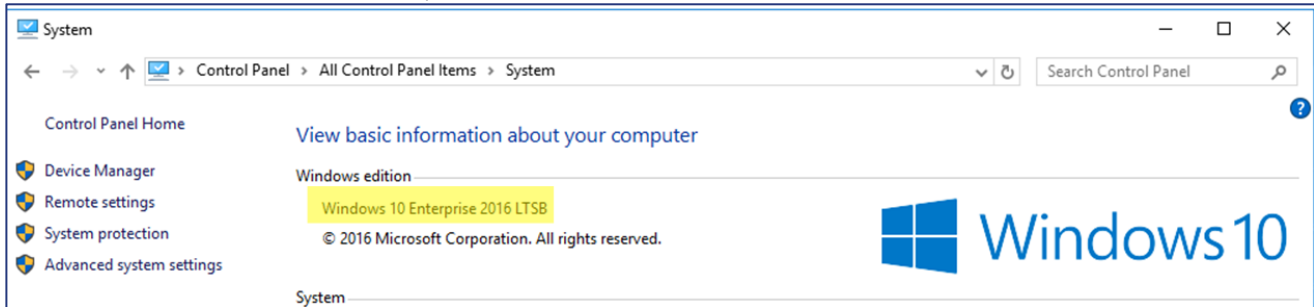 System
Control Panel > All Control Panel Items > System
Search Control Panel
Control Panel Home
View basic information about your computer
Device Manager
Windows edition
Remote settings
Windows 10 Enterprise 2016 LTSB
System protection
© 2016 Microsoft Corporation. All rights reserved.
Windows 10
Advanced system settings
System